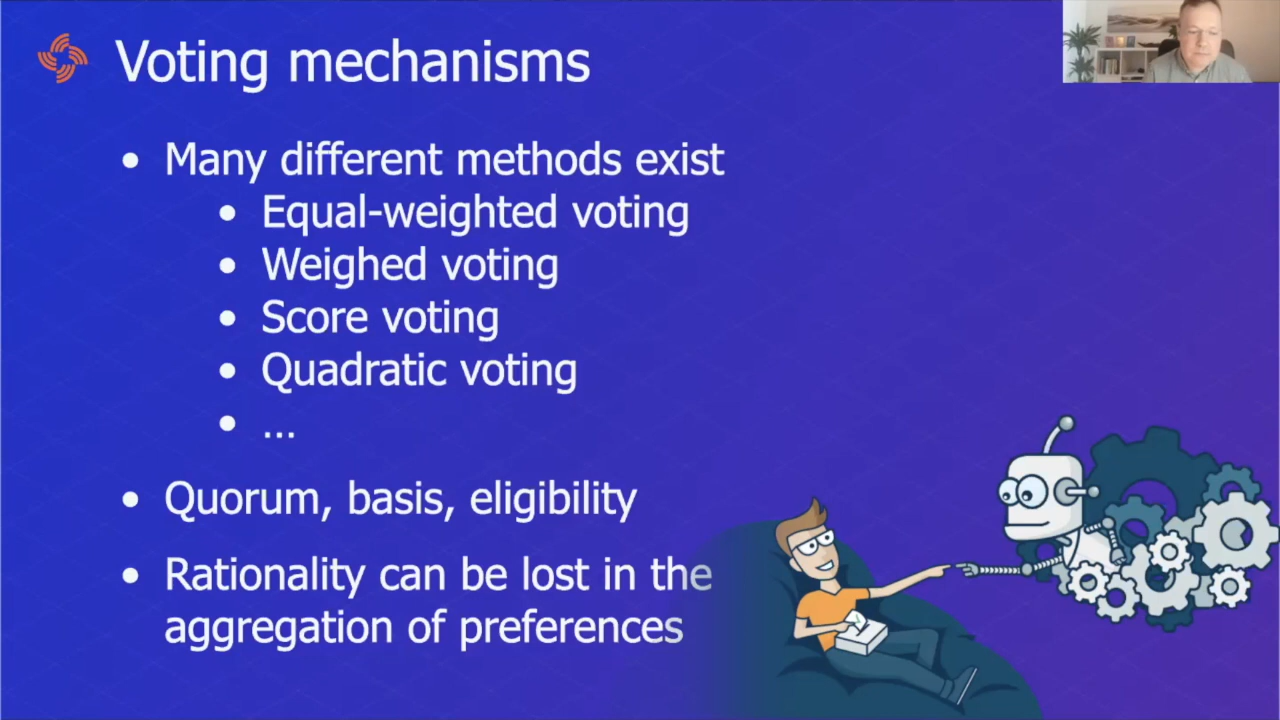 Voting mechanisms
• Many different methods exist
• Equal-weighted voting
• Weighed voting
• Score voting
• Quadratic voting
• ...
• Quorum, basis, eligibility
• Rationality can be lost in the
aggregation of preferences